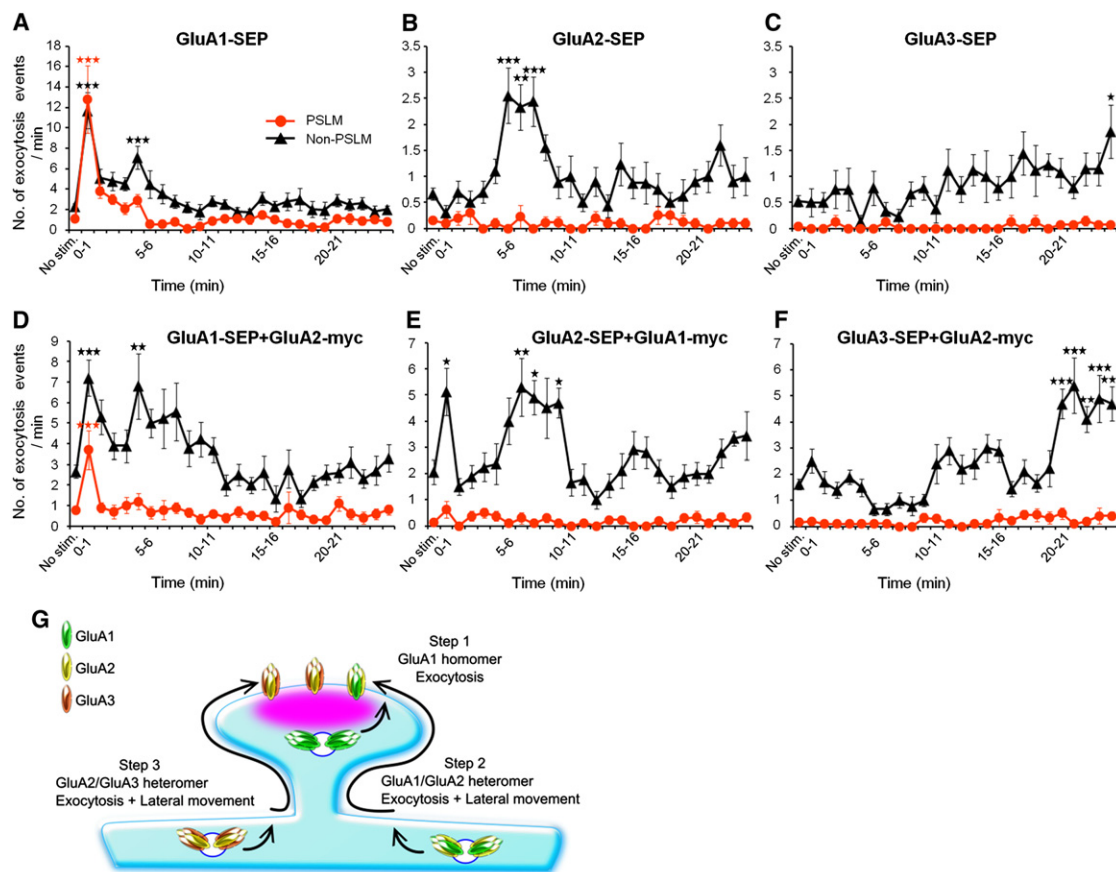 A
GluA1-SEP
No. of exocytosis events
/ min
18
16
14
12
10
8
6
4
2
0
★★★
★★★
★★★
PSLM
Non-PSLM
No stim.
0-1
5-6
10-11
15-16
20-21
Time (min)
B
GluA2-SEP
3.5
3
2.5
2
1.5
1
0.5
0
★★★
★★
★★★
No stim.
0-1
5-6
10-11
15-16
20-21
Time (min)
C
GluA3-SEP
3.5
3
2.5
2
1.5
1
0.5
0
★
No stim.
0-1
5-6
10-11
15-16
20-21
Time (min)
D
GluA1-SEP+GluA2-myc
No. of exocytosis events
/ min
9
8
7
6
5
4
3
2
1
0
★★★
★★
★★★
No stim.
0-1
5-6
10-11
15-16
20-21
Time (min)
E
GluA2-SEP+GluA1-myc
7
6
5
4
3
2
1
0
★
★★
★
★
No stim.
0-1
5-6
10-11
15-16
20-21
Time (min)
F
GluA3-SEP+GluA2-myc
7
6
5
4
3
2
1
0
★★★
★★★
★★
★★★
★★
No stim.
0-1
5-6
10-11
15-16
20-21
Time (min)
G
GluA1
GluA2
GluA3
Step 1
GluA1 homomer
Exocytosis
Step 3
GluA2/GluA3 heteromer
Exocytosis + Lateral movement
Step 2
GluA1/GluA2 heteromer
Exocytosis + Lateral movement